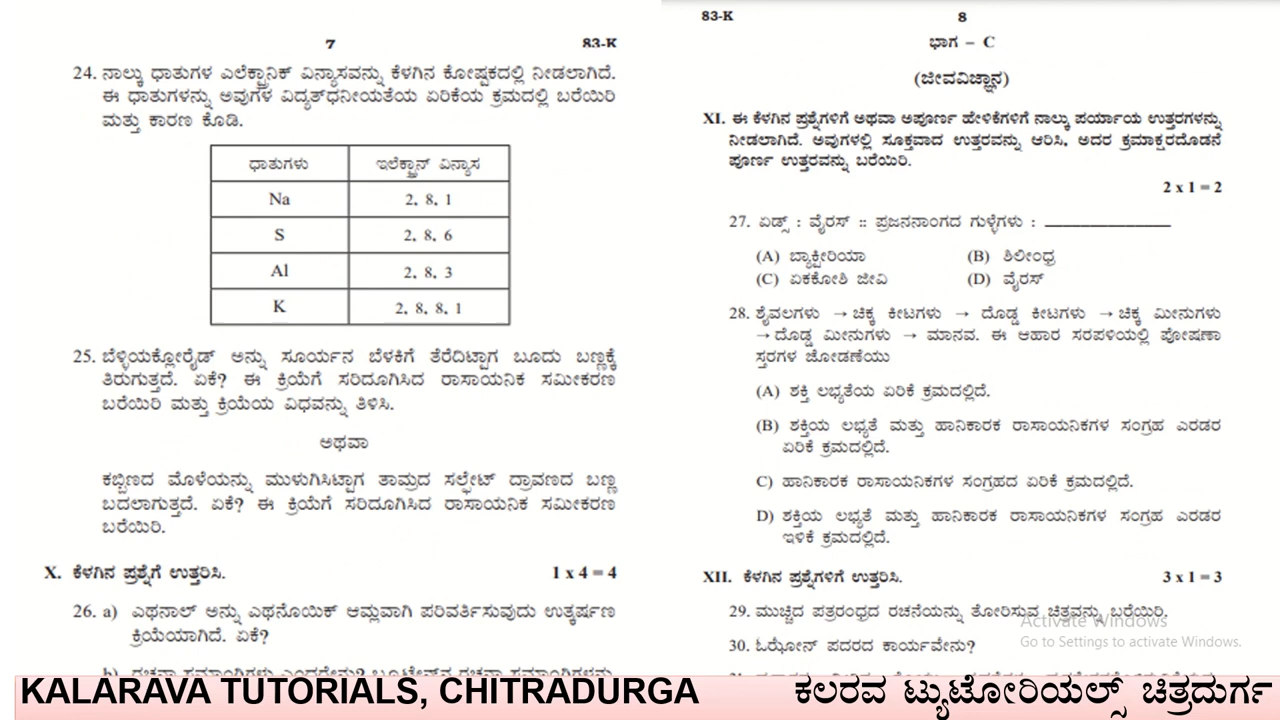 7 83-K
24. ನಾಲ್ಕು ಧಾತುಗಳ ಎಲೆಕ್ಟ್ರಾನಿಕ್ ವಿನ್ಯಾಸವನ್ನು ಕೆಳಗಿನ ಕೋಷ್ಟಕದಲ್ಲಿ ನೀಡಲಾಗಿದೆ.
ಈ ಧಾತುಗಳನ್ನು ಅವುಗಳ ವಿದ್ಯತ್‌ಧನೀಯತೆಯ ಏರಿಕೆಯ ಕ್ರಮದಲ್ಲಿ ಬರೆಯಿರಿ
ಮತ್ತು ಕಾರಣ ಕೊಡಿ.
ಧಾತುಗಳು ಇಲೆಕ್ಟ್ರಾನ್ ವಿನ್ಯಾಸ
Na 2, 8, 1
S 2, 8, 6
Al 2, 8, 3
K 2, 8, 8, 1
25. ಬೆಳ್ಳಿಯಕ್ಲೋರೈಡ್ ಅನ್ನು ಸೂರ್ಯನ ಬೆಳಕಿಗೆ ತೆರೆದಿಟ್ಟಾಗ ಬೂದು ಬಣ್ಣಕ್ಕೆ
ತಿರುಗುತ್ತದೆ. ಏಕೆ? ಈ ಕ್ರಿಯೆಗೆ ಸರಿದೂಗಿಸಿದ ರಾಸಾಯನಿಕ ಸಮೀಕರಣ
ಬರೆಯಿರಿ ಮತ್ತು ಕ್ರಿಯೆಯ ವಿಧವನ್ನು ತಿಳಿಸಿ.
ಅಥವಾ
ಕಬ್ಬಿಣದ ಮೊಳೆಯನ್ನು ಮುಳುಗಿಸಿಟ್ಟಾಗ ತಾಮ್ರದ ಸಲ್ಫೇಟ್ ದ್ರಾವಣದ ಬಣ್ಣ
ಬದಲಾಗುತ್ತದೆ. ಏಕೆ? ಈ ಕ್ರಿಯೆಗೆ ಸರಿದೂಗಿಸಿದ ರಾಸಾಯನಿಕ ಸಮೀಕರಣ
ಬರೆಯಿರಿ.
X. ಕೆಳಗಿನ ಪ್ರಶ್ನೆಗೆ ಉತ್ತರಿಸಿ. 1 x 4 = 4
26. a) ಎಥನಾಲ್ ಅನ್ನು ಎಥನೊಯಿಕ್ ಆಮ್ಲವಾಗಿ ಪರಿವರ್ತಿಸುವುದು ಉತ್ಕರ್ಷಣ
ಕ್ರಿಯೆಯಾಗಿದೆ. ಏಕೆ?
83-K 8
ಭಾಗ – C
(ಜೀವವಿಜ್ಞಾನ)
XI. ಈ ಕೆಳಗಿನ ಪ್ರಶ್ನೆಗಳಿಗೆ ಅಥವಾ ಅಪೂರ್ಣ ಹೇಳಿಕೆಗಳಿಗೆ ನಾಲ್ಕು ಪರ್ಯಾಯ ಉತ್ತರಗಳನ್ನು
ನೀಡಲಾಗಿದೆ. ಅವುಗಳಲ್ಲಿ ಸೂಕ್ತವಾದ ಉತ್ತರವನ್ನು ಆರಿಸಿ, ಅದರ ಕ್ರಮಾಕ್ಷರದೊಡನೆ
ಪೂರ್ಣ ಉತ್ತರವನ್ನು ಬರೆಯಿರಿ.
2 x 1 = 2
27. ಏಡ್ಸ್ : ವೈರಸ್ :: ಪ್ರಜನನಾಂಗದ ಗುಳ್ಳೆಗಳು : ______________
(A) ಬ್ಯಾಕ್ಟೀರಿಯಾ (B) ಶಿಲೀಂಧ್ರ
(C) ಏಕಕೋಶಿ ಜೀವಿ (D) ವೈರಸ್
28. ಶೈವಲಗಳು → ಚಿಕ್ಕ ಕೀಟಗಳು → ದೊಡ್ಡ ಕೀಟಗಳು → ಚಿಕ್ಕ ಮೀನುಗಳು
→ ದೊಡ್ಡ ಮೀನುಗಳು → ಮಾನವ. ಈ ಆಹಾರ ಸರಪಳಿಯಲ್ಲಿ ಪೋಷಣಾ
ಸ್ತರಗಳ ಜೋಡಣೆಯು
(A) ಶಕ್ತಿ ಲಭ್ಯತೆಯ ಏರಿಕೆ ಕ್ರಮದಲ್ಲಿದೆ.
(B) ಶಕ್ತಿಯ ಲಭ್ಯತೆ ಮತ್ತು ಹಾನಿಕಾರಕ ರಾಸಾಯನಿಕಗಳ ಸಂಗ್ರಹ ಎರಡರ
ಏರಿಕೆ ಕ್ರಮದಲ್ಲಿದೆ.
C) ಹಾನಿಕಾರಕ ರಾಸಾಯನಿಕಗಳ ಸಂಗ್ರಹದ ಏರಿಕೆ ಕ್ರಮದಲ್ಲಿದೆ.
D) ಶಕ್ತಿಯ ಲಭ್ಯತೆ ಮತ್ತು ಹಾನಿಕಾರಕ ರಾಸಾಯನಿಕಗಳ ಸಂಗ್ರಹ ಎರಡರ
ಇಳಿಕೆ ಕ್ರಮದಲ್ಲಿದೆ.
XII. ಕೆಳಗಿನ ಪ್ರಶ್ನೆಗಳಿಗೆ ಉತ್ತರಿಸಿ. 3 x 1 = 3
29. ಮುಚ್ಚಿದ ಪತ್ರರಂಧ್ರದ ರಚನೆಯನ್ನು ತೋರಿಸುವ ಚಿತ್ರವನ್ನು ಬರೆಯಿರಿ.
30. ಓಝೋನ್ ಪದರದ ಕಾರ್ಯವೇನು?
Activate Windows
Go to Settings to activate Windows.
KALARAVA TUTORIALS, CHITRADURGA ಕಲರವ ಟ್ಯುಟೋರಿಯಲ್ಸ್ ಚಿತ್ರದುರ್ಗ